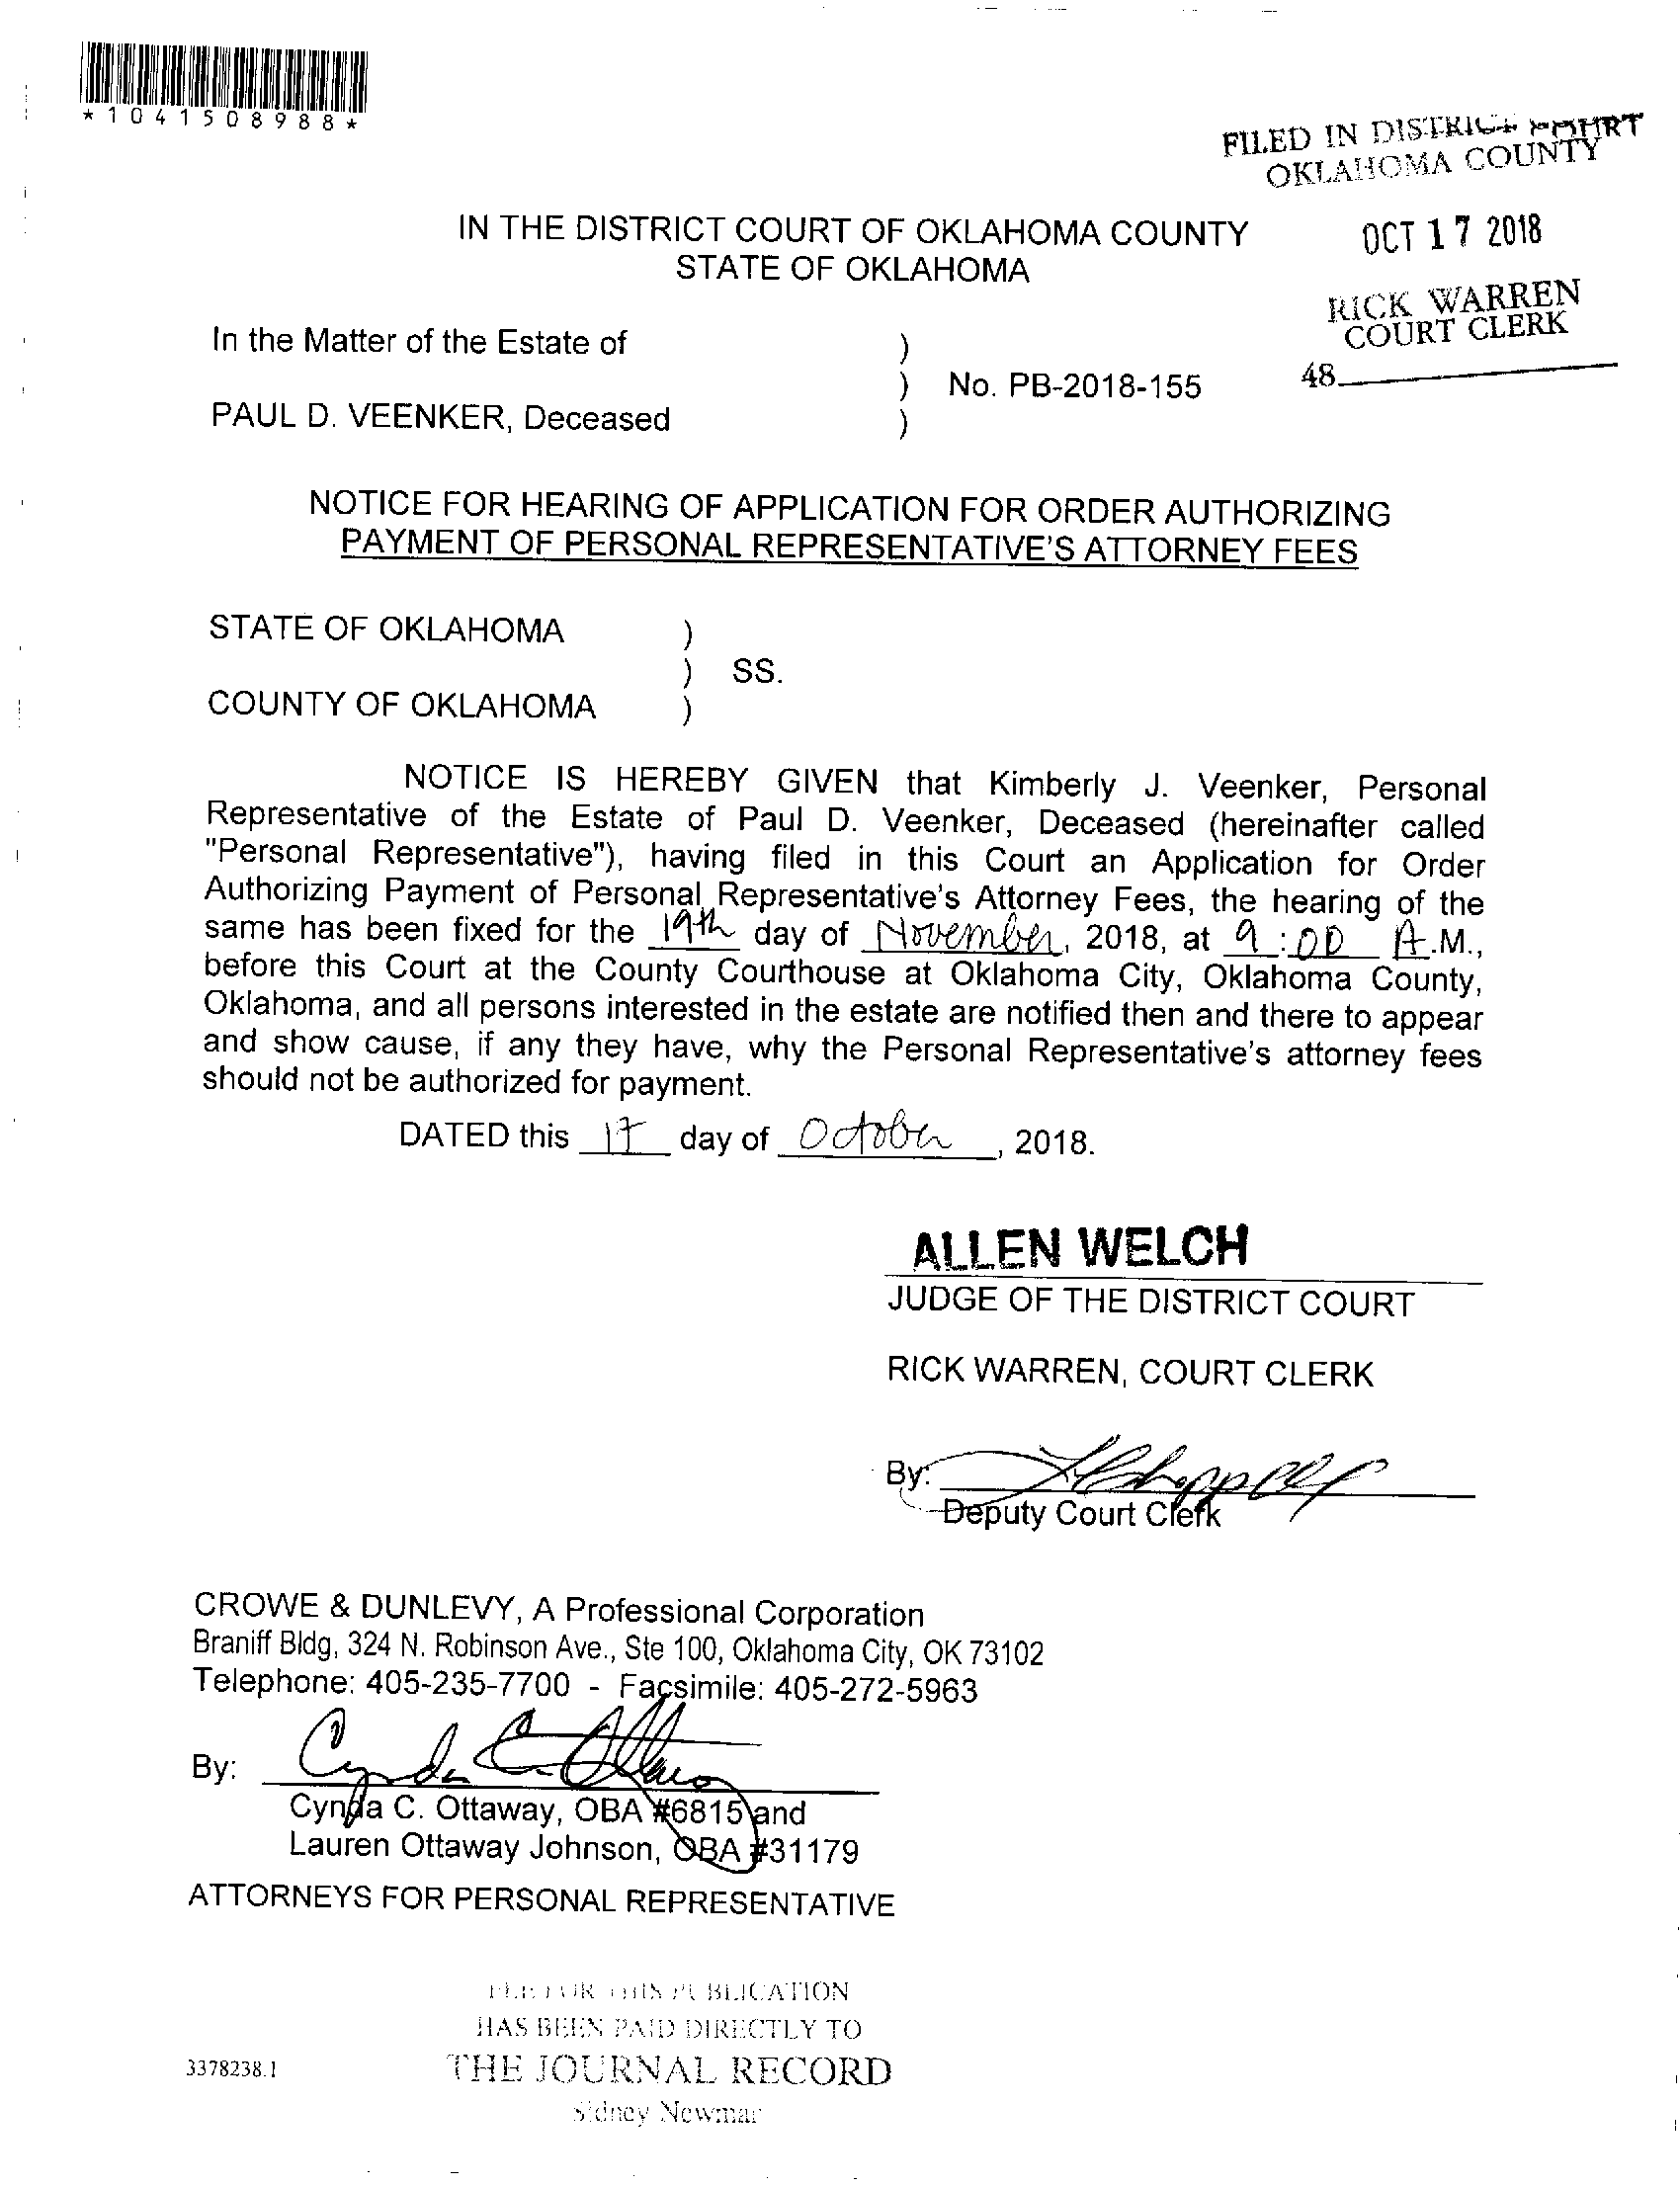 *1041508988*
FILED IN DISTRICT COURT
OKLAHOMA COUNTY
IN THE DISTRICT COURT OF OKLAHOMA COUNTY
STATE OF OKLAHOMA
OCT 17 2018
RICK WARREN
COURT CLERK
48
In the Matter of the Estate of )
) No. PB-2018-155
PAUL D. VEENKER, Deceased )
NOTICE FOR HEARING OF APPLICATION FOR ORDER AUTHORIZING
PAYMENT OF PERSONAL REPRESENTATIVE'S ATTORNEY FEES
STATE OF OKLAHOMA )
) SS.
COUNTY OF OKLAHOMA )
NOTICE IS HEREBY GIVEN that Kimberly J. Veenker, Personal
Representative of the Estate of Paul D. Veenker, Deceased (hereinafter called
"Personal Representative"), having filed in this Court an Application for Order
Authorizing Payment of Personal Representative's Attorney Fees, the hearing of the
same has been fixed for the 19th day of November, 2018, at 9:00 A.M.,
before this Court at the County Courthouse at Oklahoma City, Oklahoma County,
Oklahoma, and all persons interested in the estate are notified then and there to appear
and show cause, if any they have, why the Personal Representative's attorney fees
should not be authorized for payment.
DATED this 17 day of October, 2018.
ALLEN WELCH
JUDGE OF THE DISTRICT COURT
RICK WARREN, COURT CLERK
By:
Deputy Court Clerk
CROWE & DUNLEVY, A Professional Corporation
Braniff Bldg, 324 N. Robinson Ave., Ste 100, Oklahoma City, OK 73102
Telephone: 405-235-7700 - Facsimile: 405-272-5963
By: Cynda C. Ottaway
Cynda C. Ottaway, OBA #6815 and
Lauren Ottaway Johnson, OBA #31179
ATTORNEYS FOR PERSONAL REPRESENTATIVE
FEE FOR THIS PUBLICATION
HAS BEEN PAID DIRECTLY TO
THE JOURNAL RECORD
Sidney Newmar
3378238.1